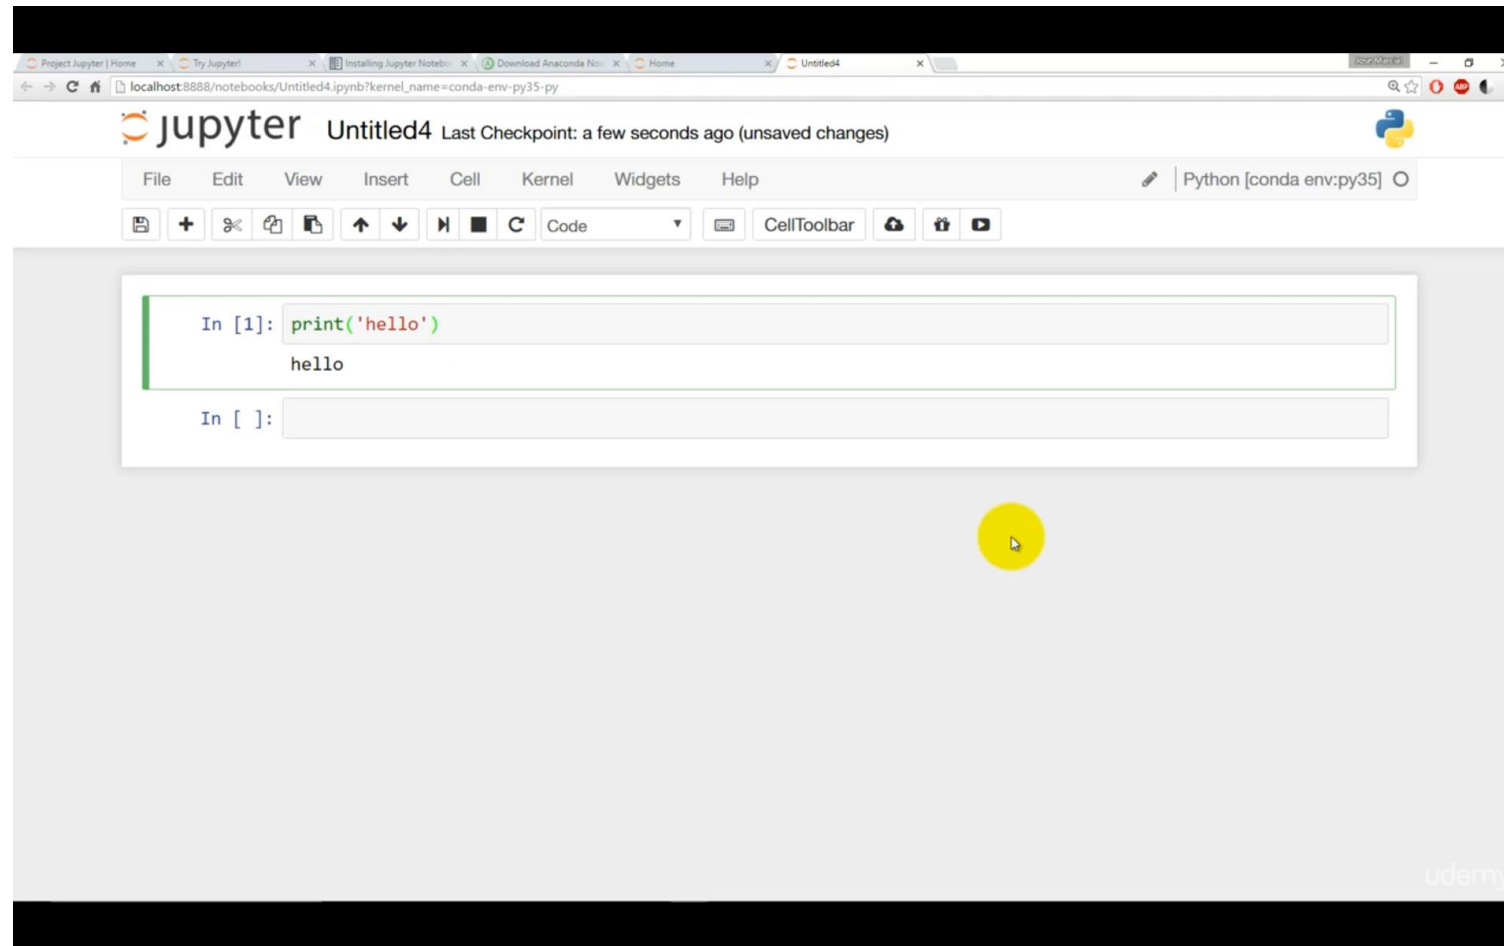 Project Jupyter | Home
Try Jupyter!
Installing Jupyter Notebo
Download Anaconda No
Home
Untitled4
localhost:8888/notebooks/Untitled4.ipynb?kernel_name=conda-env-py35-py
ABP
jupyter Untitled4 Last Checkpoint: a few seconds ago (unsaved changes)
File Edit View Insert Cell Kernel Widgets Help Python [conda env:py35]
Code CellToolbar
In [1]: print('hello')
hello
In [ ]:
udemy